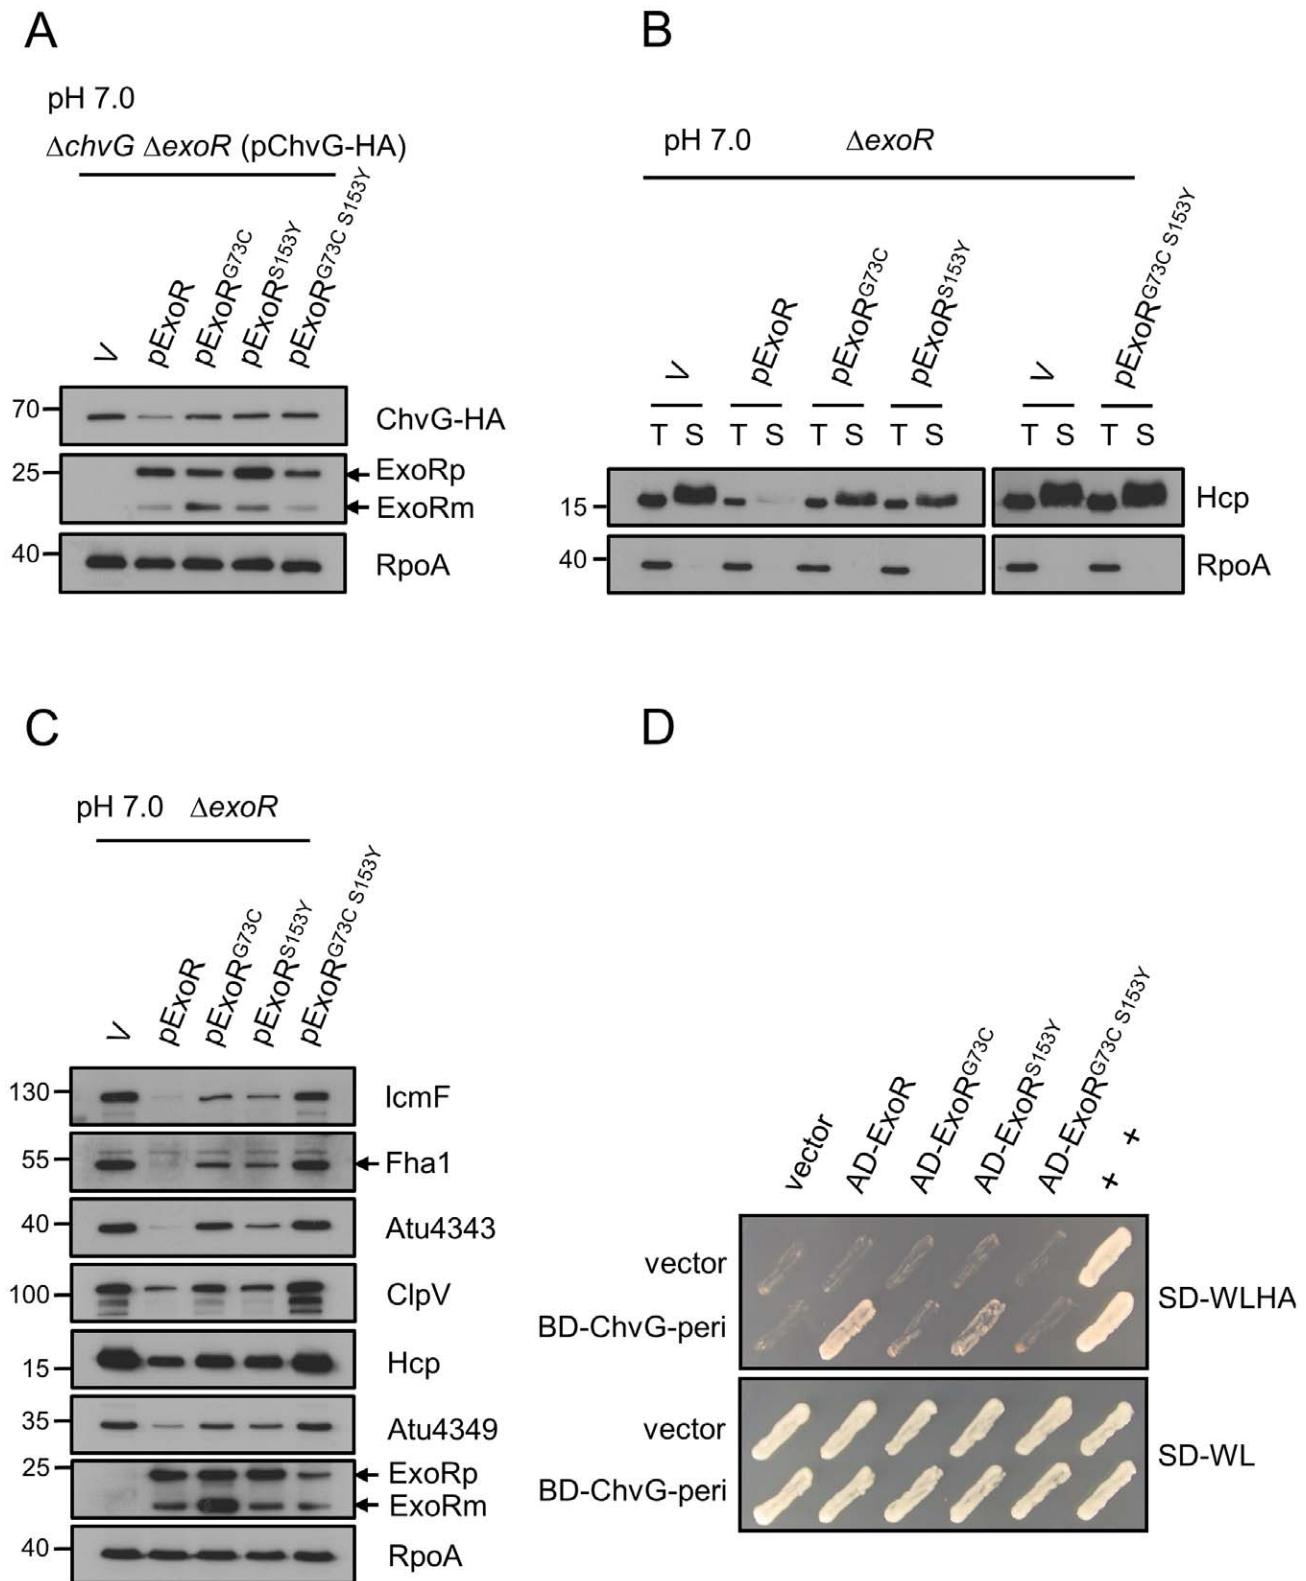 A
pH 7.0
ΔchvG ΔexoR (pChvG-HA)
V
pExoR
pExoRG73C
pExoRS153Y
pExoRG73C S153Y
70
ChvG-HA
25
ExoRp
ExoRm
40
RpoA
B
pH 7.0 ΔexoR
V
pExoR
pExoRG73C
pExoRS153Y
V
pExoRG73C S153Y
T S T S T S T S T S T S
15
Hcp
40
RpoA
C
pH 7.0 ΔexoR
V
pExoR
pExoRG73C
pExoRS153Y
pExoRG73C S153Y
130
IcmF
55
Fha1
40
Atu4343
100
ClpV
15
Hcp
35
Atu4349
25
ExoRp
ExoRm
40
RpoA
D
vector
AD-ExoR
AD-ExoRG73C
AD-ExoRS153Y
AD-ExoRG73C S153Y
+ +
vector
BD-ChvG-peri
SD-WLHA
vector
BD-ChvG-peri
SD-WL